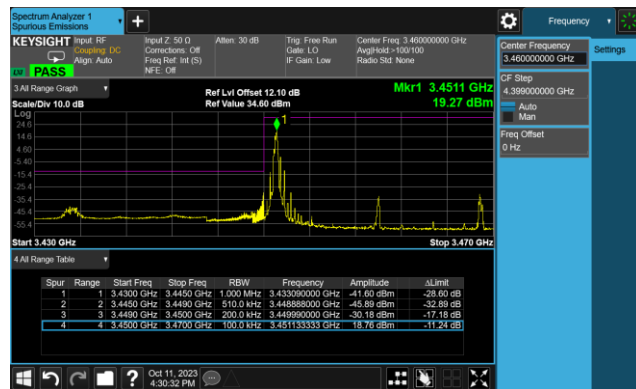 Spectrum Analyzer 1
Spurious Emissions
Frequency
KEYSIGHT
Input: RF
Coupling: DC
Align: Auto
Input Z: 50 Ω
Corrections: Off
Freq Ref: Int (S)
NFE: Off
Atten: 30 dB
Trig: Free Run
Gate: LO
IF Gain: Low
Center Freq: 3.460000000 GHz
Avg|Hold:>100/100
Radio Std: None
LW PASS
Center Frequency
3.460000000 GHz
Settings
CF Step
4.399000000 GHz
Auto
Man
Freq Offset
0 Hz
3 All Range Graph
Scale/Div 10.0 dB
Ref Lvl Offset 12.10 dB
Ref Value 34.60 dBm
Mkr1 3.4511 GHz
19.27 dBm
Log
24.6
14.6
4.60
-5.40
-15.4
-25.4
-35.4
-45.4
-55.4
1
Start 3.430 GHz
Stop 3.470 GHz
4 All Range Table
Spur Range Start Freq Stop Freq RBW Frequency Amplitude ΔLimit
1 1 3.4300 GHz 3.4450 GHz 1.000 MHz 3.433090000 GHz -41.60 dBm -28.60 dB
2 2 3.4450 GHz 3.4490 GHz 510.0 kHz 3.448888000 GHz -45.89 dBm -32.89 dB
3 3 3.4490 GHz 3.4500 GHz 200.0 kHz 3.449990000 GHz -30.18 dBm -17.18 dB
4 4 3.4500 GHz 3.4700 GHz 100.0 kHz 3.451133333 GHz 18.76 dBm -11.24 dB
Oct 11, 2023
4:30:32 PM